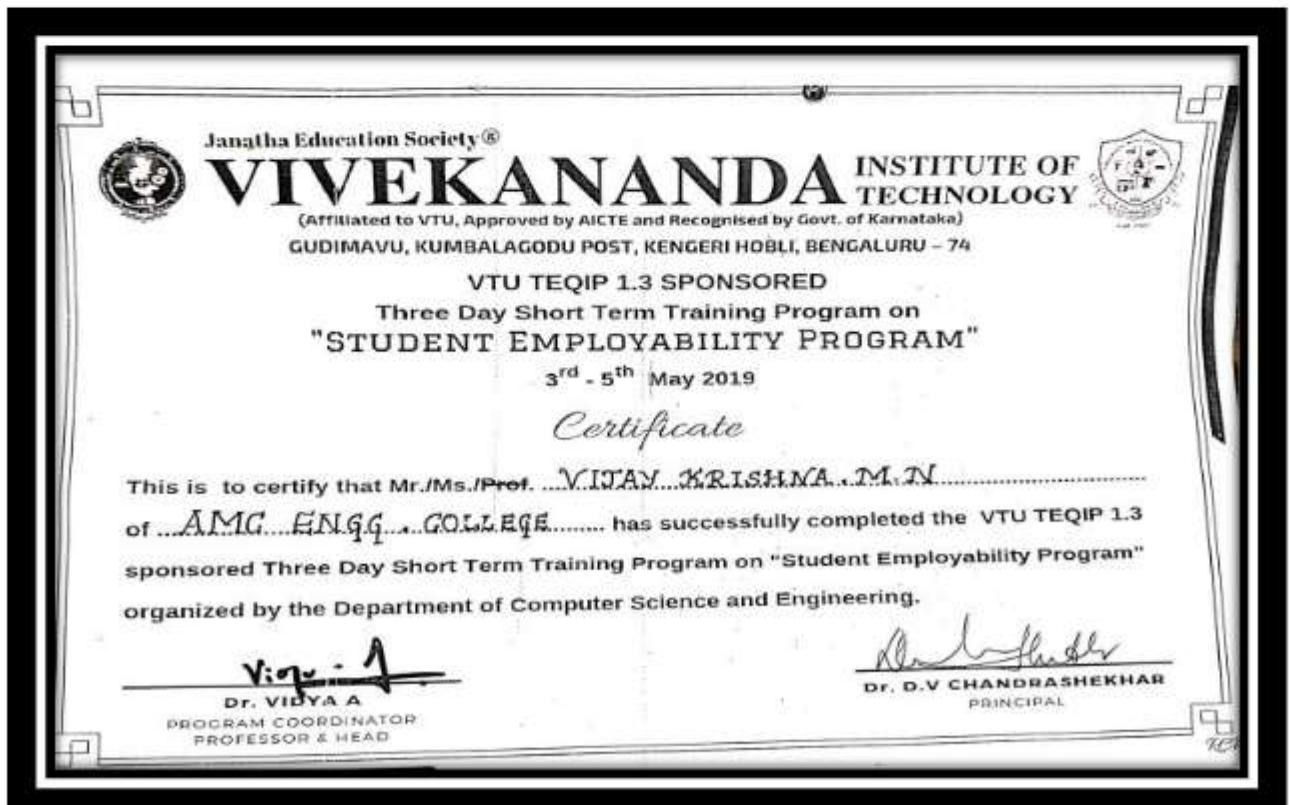 Janatha Education Society®
VIVEKANANDA INSTITUTE OF TECHNOLOGY
(Affiliated to VTU, Approved by AICTE and Recognised by Govt. of Karnataka)
GUDIMAVU, KUMBALAGODU POST, KENGERI HOBLI, BENGALURU – 74
VTU TEQIP 1.3 SPONSORED
Three Day Short Term Training Program on
"STUDENT EMPLOYABILITY PROGRAM"
3rd - 5th May 2019
Certificate
This is to certify that Mr./Ms./Prof. VIJAY KRISHNA. M. N
of AMC ENGG. COLLEGE has successfully completed the VTU TEQIP 1.3
sponsored Three Day Short Term Training Program on "Student Employability Program"
organized by the Department of Computer Science and Engineering.
Dr. VIDYA A
PROGRAM COORDINATOR
PROFESSOR & HEAD
Dr. D.V CHANDRASHEKHAR
PRINCIPAL